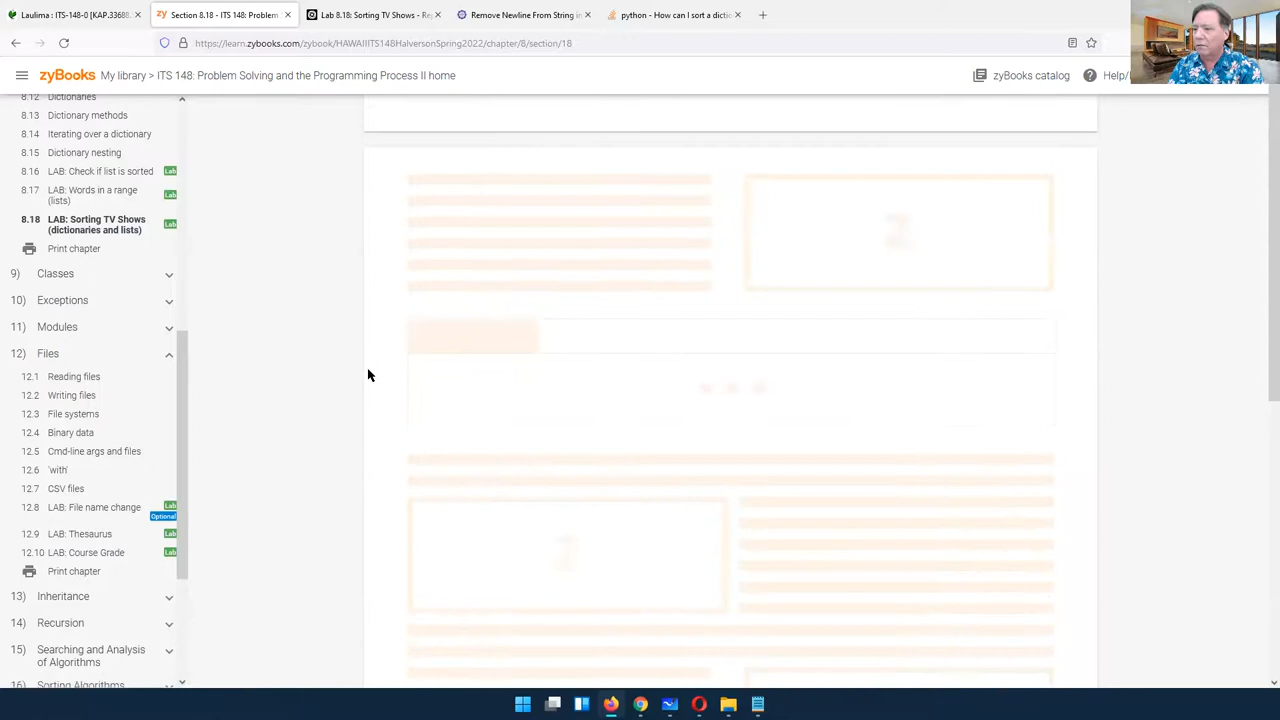 Laulima : ITS-148-0 [KAP.33688.
Section 8.18 - ITS 148: Problem
Lab 8.18: Sorting TV Shows - Re
Remove Newline From String in
python - How can I sort a dictio
https://learn.zybooks.com/zybook/HAWAIIITS148HalversonSpring2022/chapter/8/section/18
zyBooks My library > ITS 148: Problem Solving and the Programming Process II home
zyBooks catalog
Help/
8.12 Dictionaries
8.13 Dictionary methods
8.14 Iterating over a dictionary
8.15 Dictionary nesting
8.16 LAB: Check if list is sorted Lab
8.17 LAB: Words in a range (lists) Lab
8.18 LAB: Sorting TV Shows (dictionaries and lists) Lab
Print chapter
9) Classes
10) Exceptions
11) Modules
12) Files
12.1 Reading files
12.2 Writing files
12.3 File systems
12.4 Binary data
12.5 Cmd-line args and files
12.6 'with'
12.7 CSV files
12.8 LAB: File name change Lab
Optional
12.9 LAB: Thesaurus Lab
12.10 LAB: Course Grade Lab
Print chapter
13) Inheritance
14) Recursion
15) Searching and Analysis of Algorithms
16) Sorting Algorithms